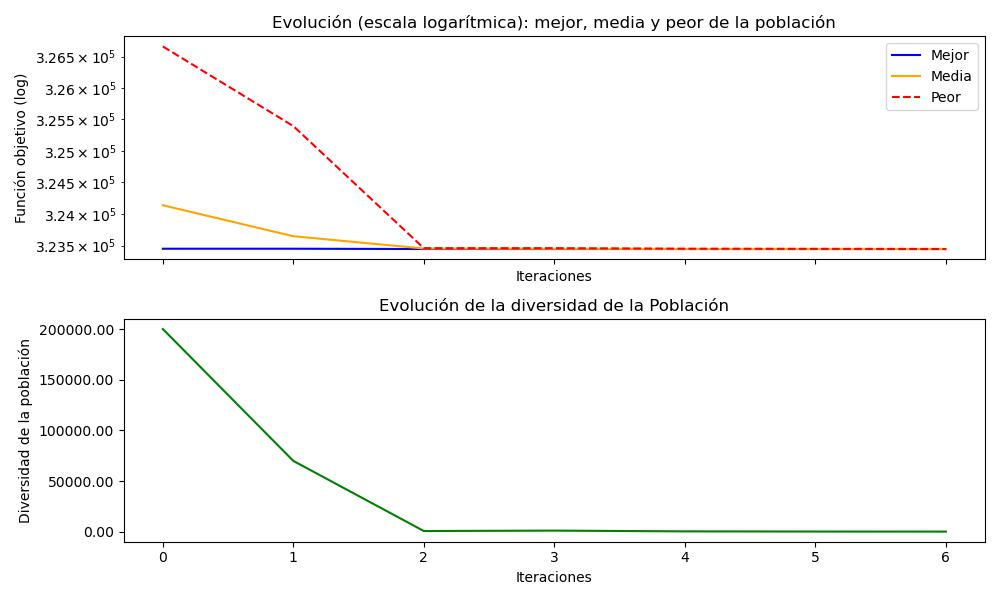 Evolución (escala logarítmica): mejor, media y peor de la población
Función objetivo (log)
3.265 × 10⁵
3.26 × 10⁵
3.255 × 10⁵
3.25 × 10⁵
3.245 × 10⁵
3.24 × 10⁵
3.235 × 10⁵
Mejor
Media
Peor
Iteraciones
Evolución de la diversidad de la Población
Diversidad de la población
200000.00
150000.00
100000.00
50000.00
0.00
0 1 2 3 4 5 6
Iteraciones